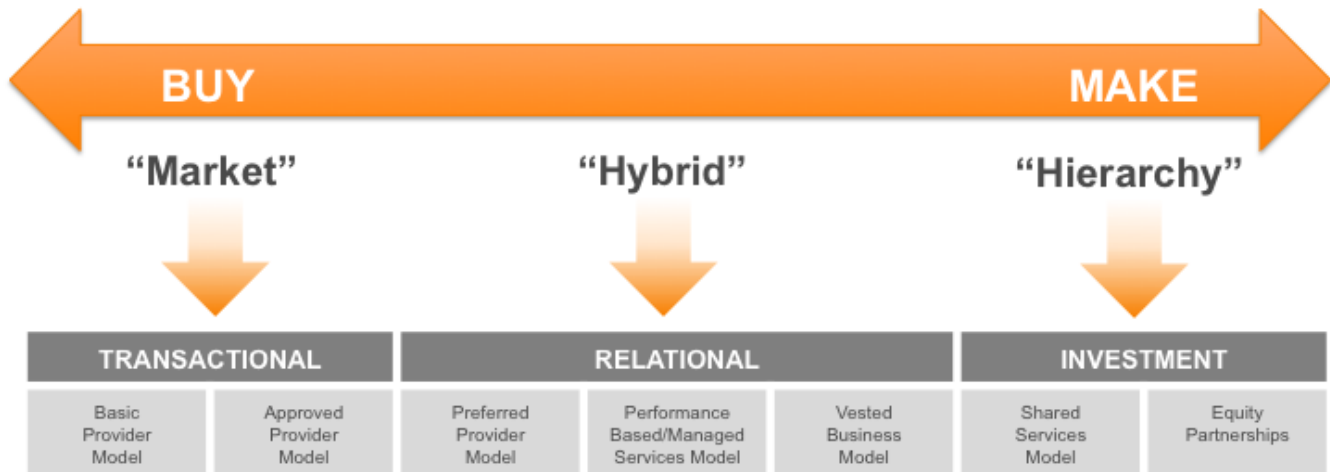 BUY MAKE
“Market” “Hybrid” “Hierarchy”
TRANSACTIONAL RELATIONAL INVESTMENT
Basic
Provider
Model
Approved
Provider
Model
Preferred
Provider
Model
Performance
Based/Managed
Services Model
Vested
Business
Model
Shared
Services
Model
Equity
Partnerships